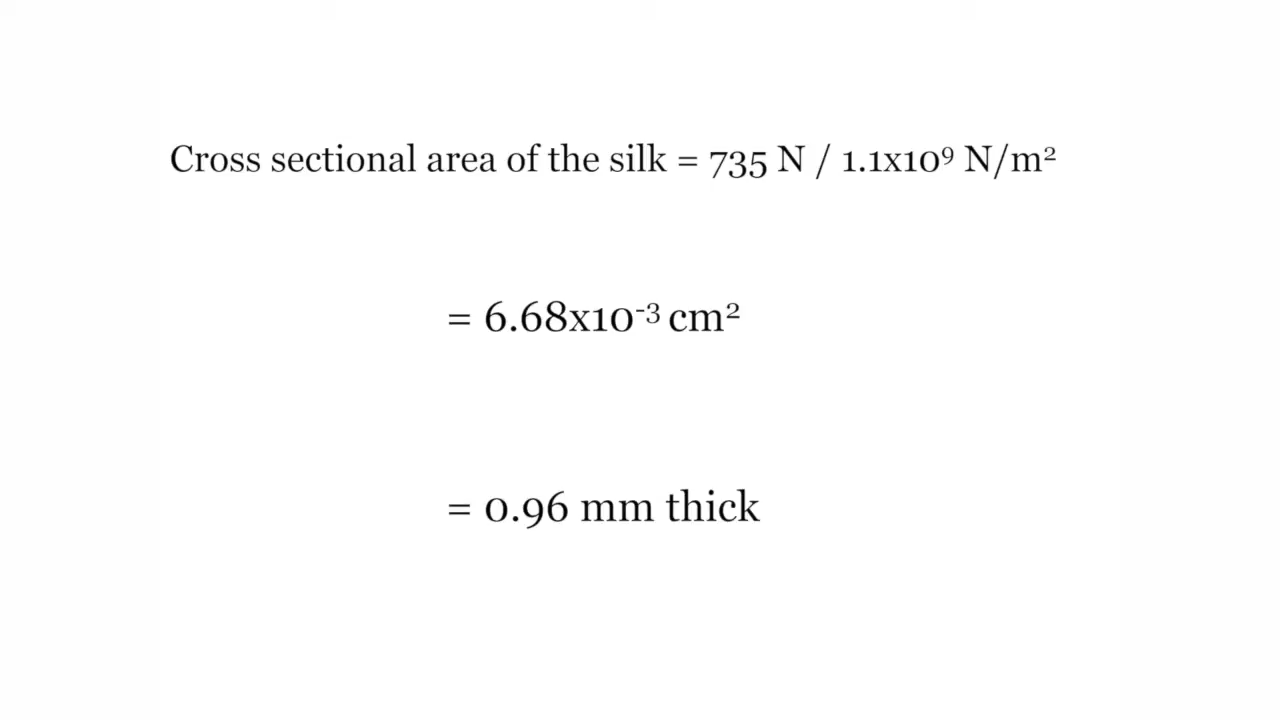 Cross sectional area of the silk = 735 N / 1.1x10⁹ N/m²
= 6.68x10⁻³ cm²
= 0.96 mm thick